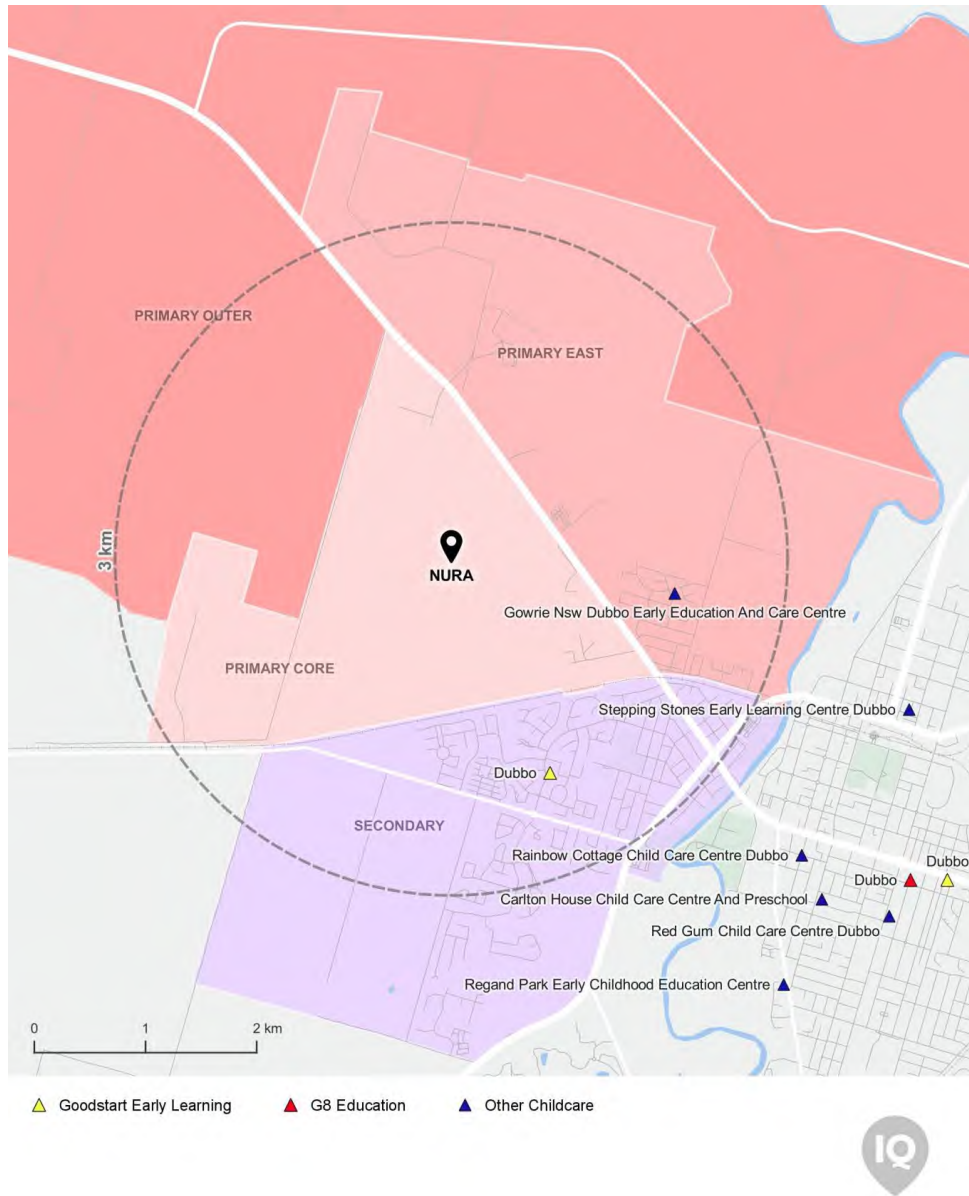 PRIMARY OUTER
PRIMARY EAST
3 km
NURA
Gowrie Nsw Dubbo Early Education And Care Centre
PRIMARY CORE
Stepping Stones Early Learning Centre Dubbo
Dubbo
SECONDARY
Rainbow Cottage Child Care Centre Dubbo
Dubbo
Dubbo
Carlton House Child Care Centre And Preschool
Red Gum Child Care Centre Dubbo
Regand Park Early Childhood Education Centre
0 1 2 km
Goodstart Early Learning G8 Education Other Childcare
IQ